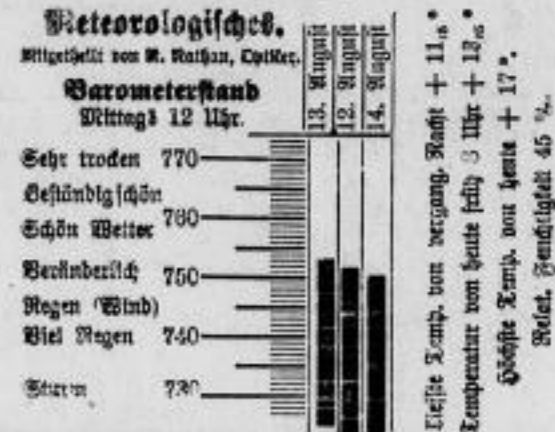 Meteorologisches.
Mitgetheilt von R. Nathan, Optiker.
Barometerstand
Mittags 12 Uhr.
13. August
12. August
14. August
Sehr trocken 770
Beständig schön
Schön Wetter 760
Veränderlich 750
Regen (Wind)
Viel Regen 740
Sturm 730
Tiefste Temp. von vergang. Nacht + 11,
Temperatur von heute früh 8 Uhr + 12,
Höchste Temp. von heute + 17°.
Relat. Feuchtigkeit 45 %.